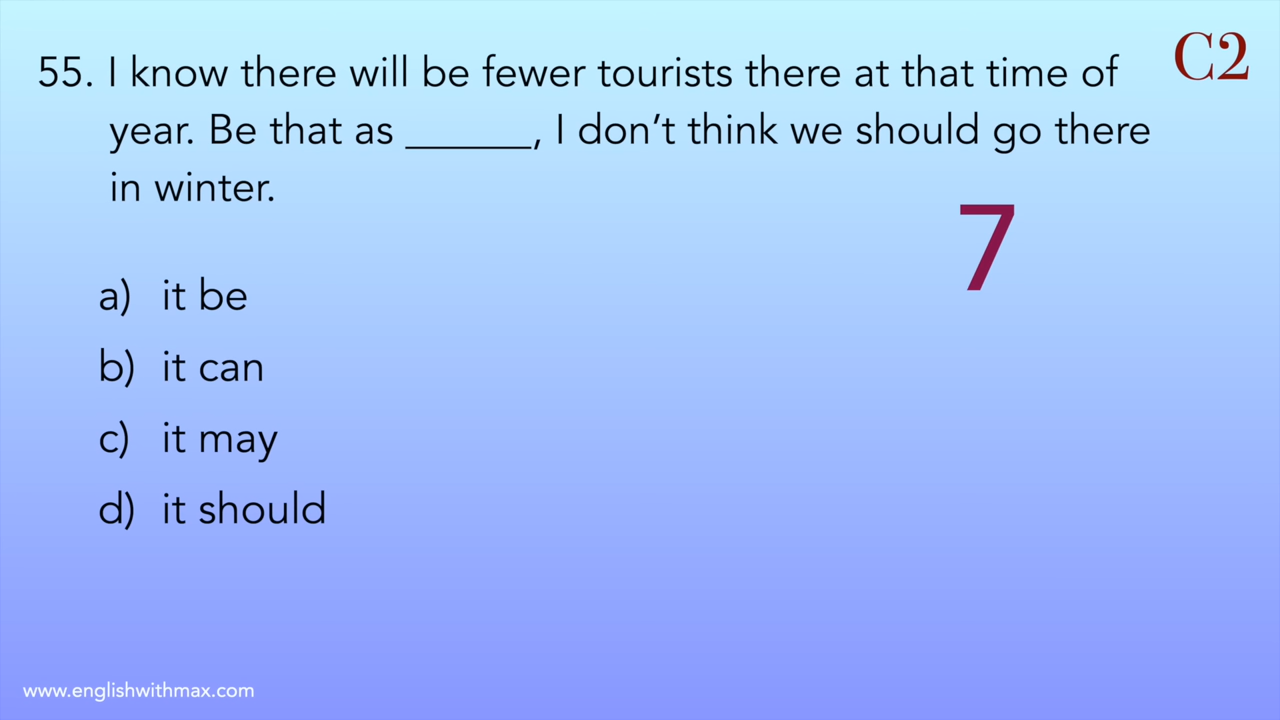 55. I know there will be fewer tourists there at that time of
year. Be that as ______, I don’t think we should go there
in winter.
C2
7
a) it be
b) it can
c) it may
d) it should
www.englishwithmax.com